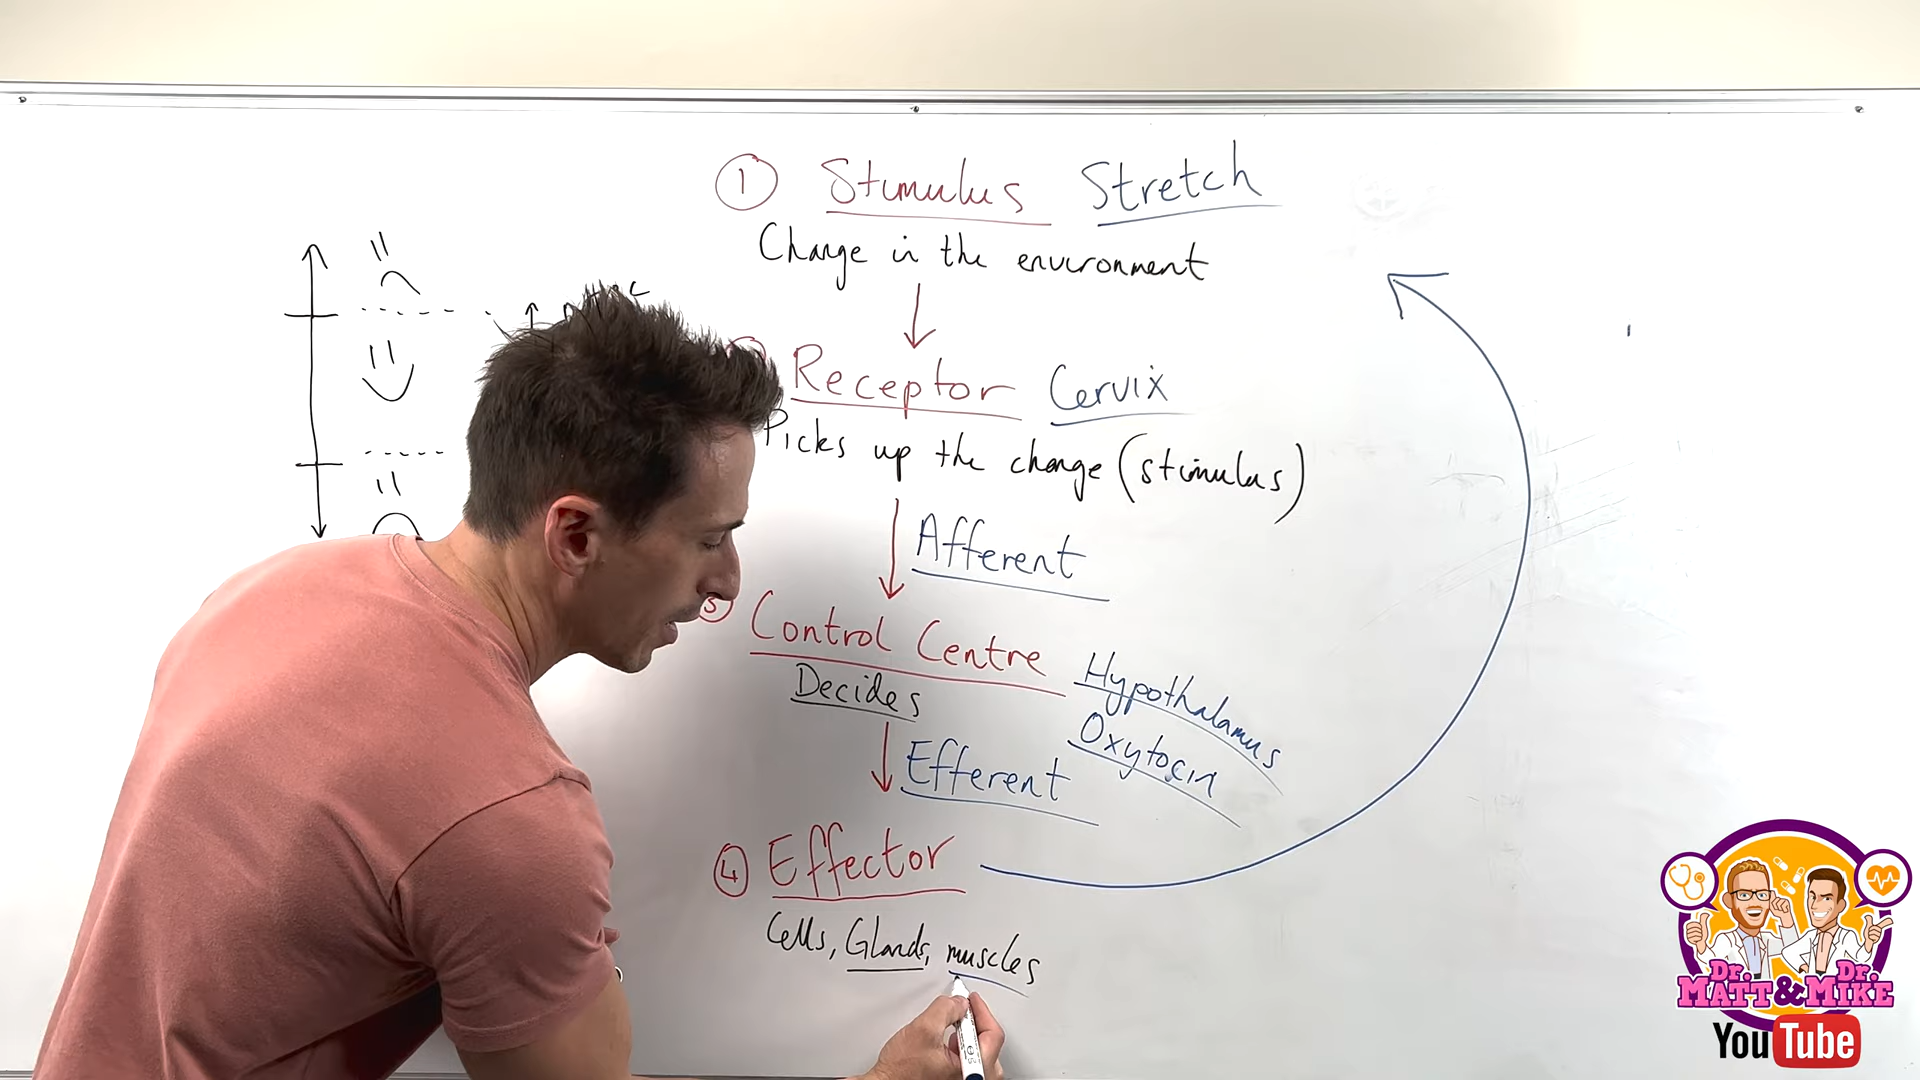 1 Stimulus Stretch
Change in the environment
Receptor Cervix
Picks up the change (stimulus)
Afferent
3 Control Centre
Decides
Hypothalamus
Oxytocin
Efferent
4 Effector
Cells, Glands, muscles
Dr. Dr.
MATT & MIKE
YouTube